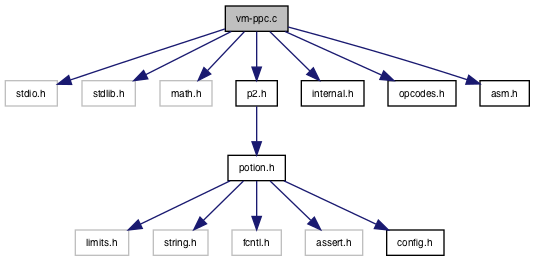 vm-ppc.c
stdio.h stdlib.h math.h p2.h internal.h opcodes.h asm.h
potion.h
limits.h string.h fcntl.h assert.h config.h